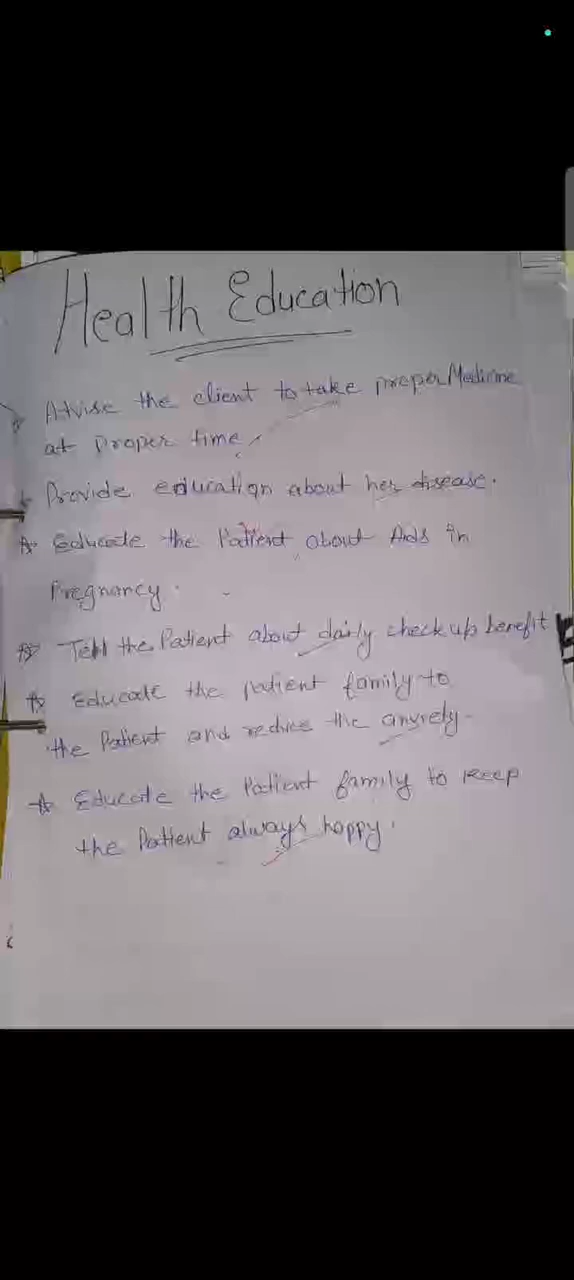 Health Education
Advise the client to take proper Medicine
at Proper time
Provide education about her disease.
Educate the Patient about Aids in
Pregnancy.
Tell the Patient about daily check up benefit
Educate the patient family to
the Patient and reduce the anxiety.
Educate the Patient family to keep
the Patient always happy.